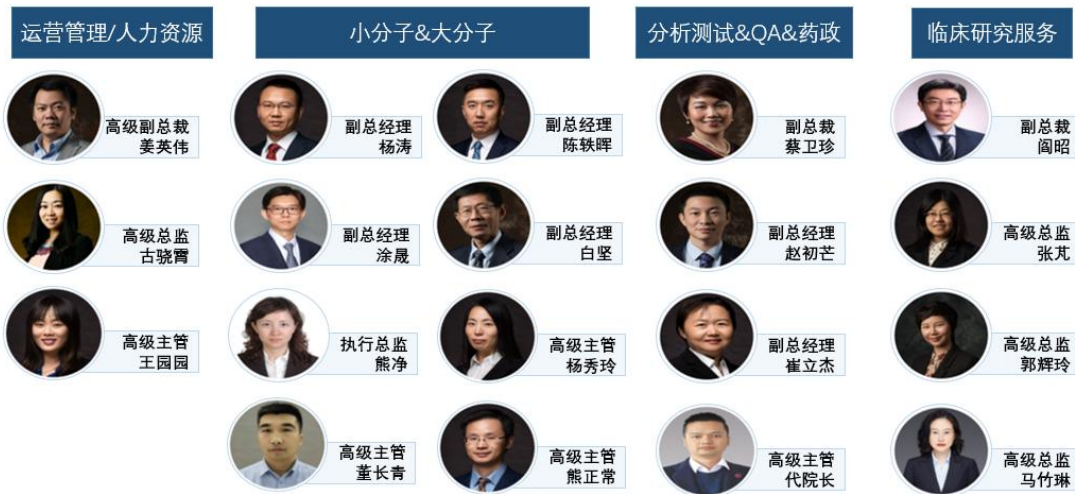 运营管理/人力资源
小分子&大分子
分析测试&QA&药政
临床研究服务
高级副总裁
姜英伟
副总经理
杨涛
副总经理
陈轶晖
副总裁
蔡卫珍
副总裁
阎昭
高级总监
古骁霄
副总经理
涂晟
副总经理
白坚
副总经理
赵初芒
高级总监
张芃
高级主管
王园园
执行总监
熊净
高级主管
杨秀玲
副总经理
崔立杰
高级总监
郭辉玲
高级主管
董长青
高级主管
熊正常
高级主管
代院长
高级总监
马竹琳